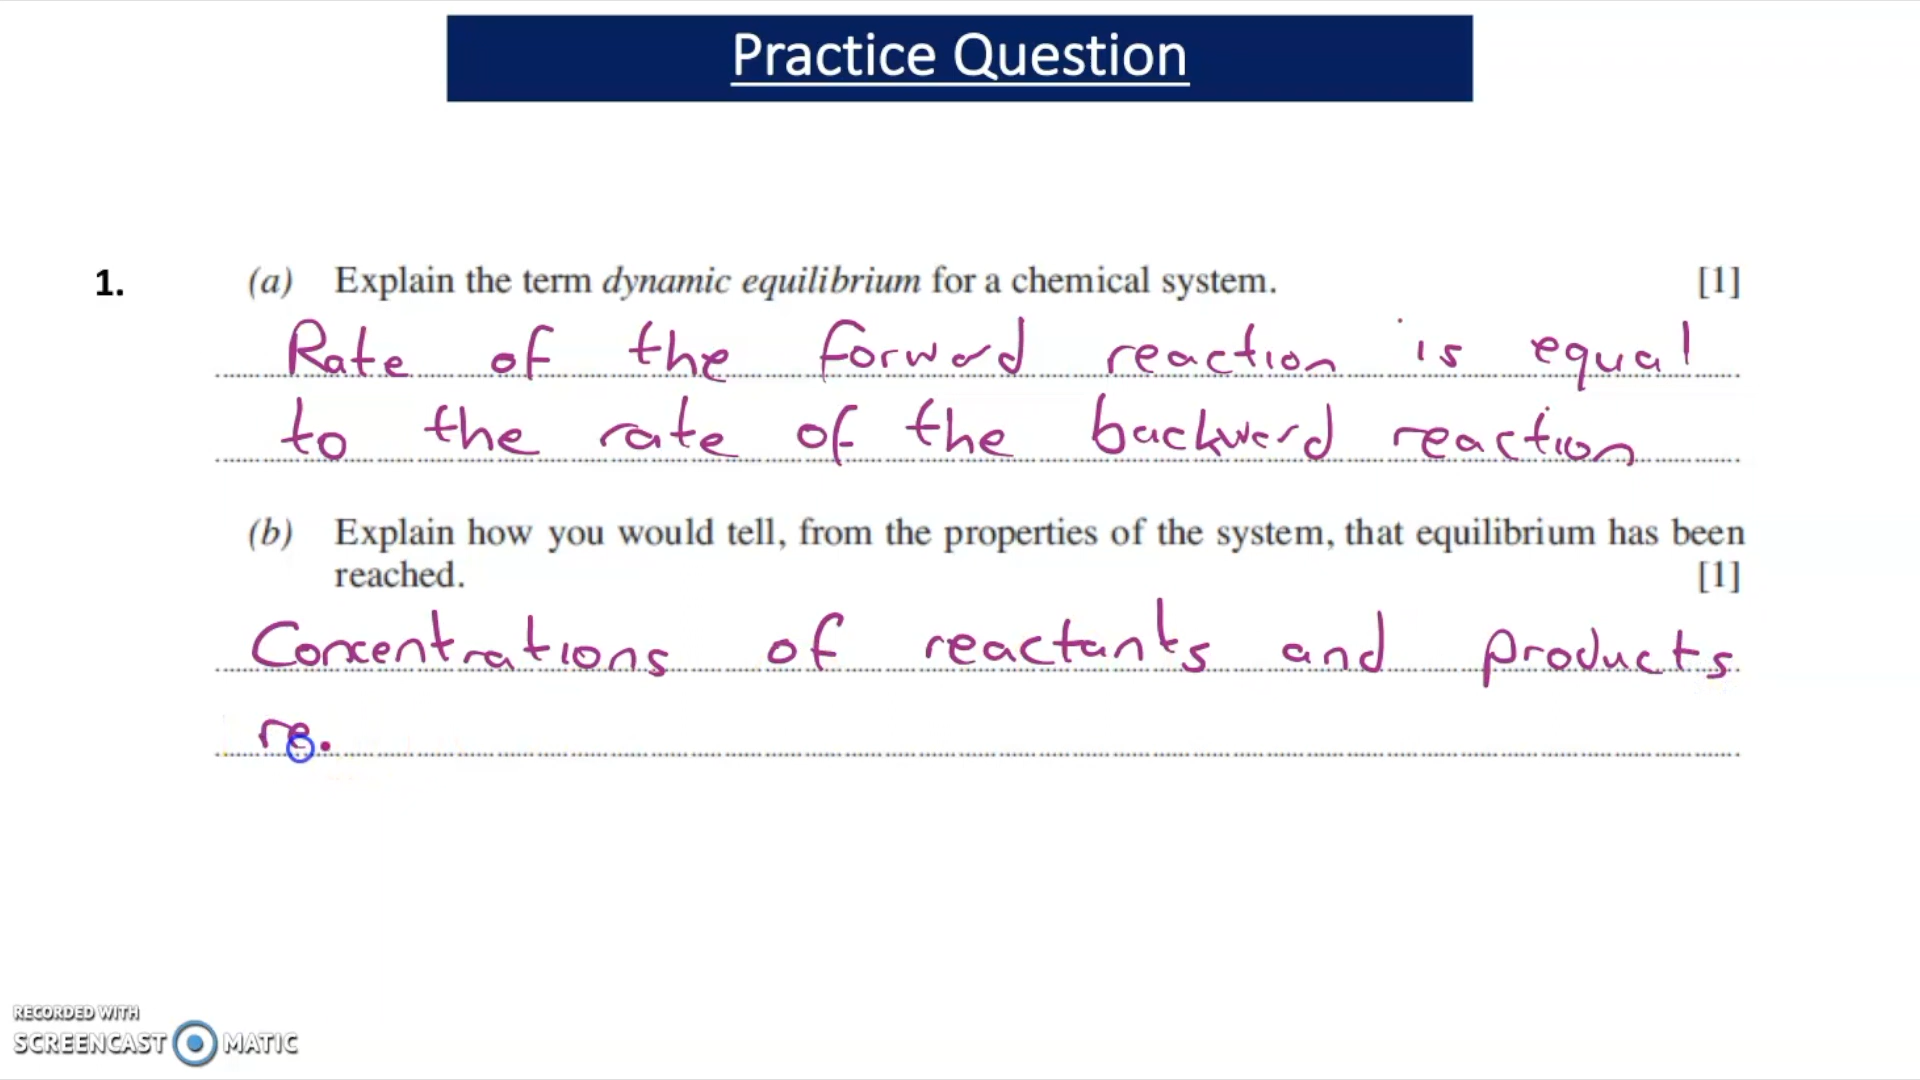 Practice Question
1. (a) Explain the term dynamic equilibrium for a chemical system. [1]
Rate of the forward reaction is equal
to the rate of the backward reaction
(b) Explain how you would tell, from the properties of the system, that equilibrium has been
reached. [1]
Concentrations of reactants and products
re.
RECORDED WITH
SCREENCAST MATIC